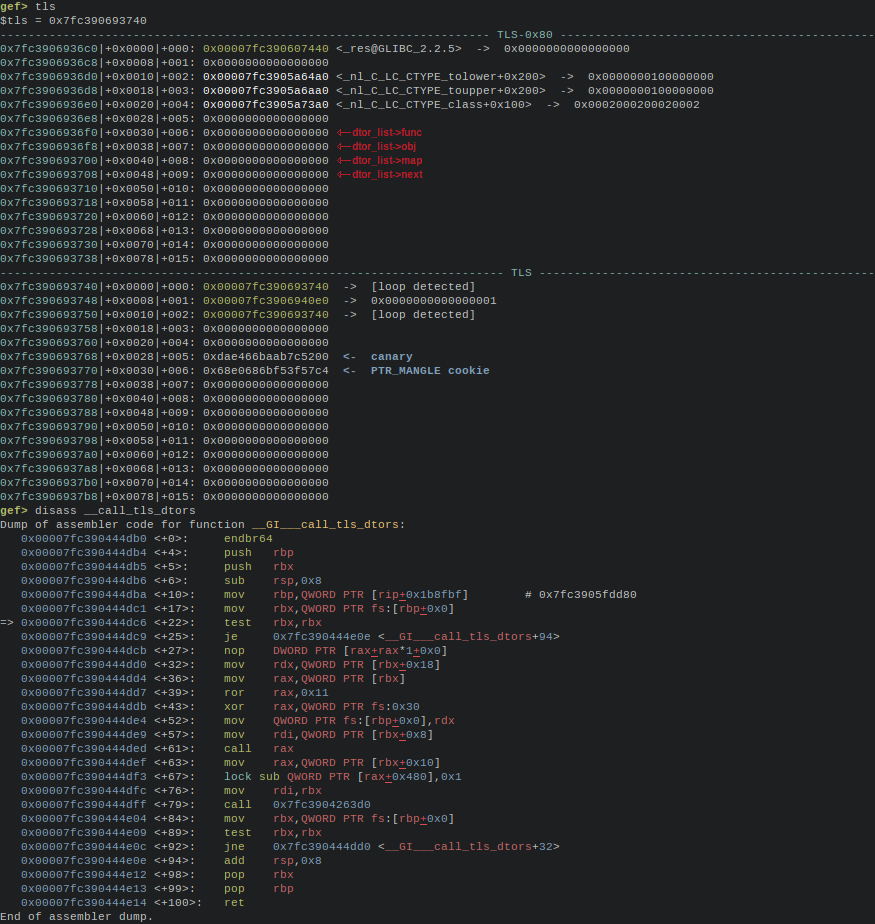 gef> tls
$tls = 0x7fc390693740
---------------------------------------------------------------------- TLS-0x80 ----------------------------------------------------------------------
0x7fc3906936c0|+0x0000|+000: 0x00007fc390607440 <_res@GLIBC_2.2.5>  ->  0x0000000000000000
0x7fc3906936c8|+0x0008|+001: 0x0000000000000000
0x7fc3906936d0|+0x0010|+002: 0x00007fc3905a64a0 <_nl_C_LC_CTYPE_tolower+0x200>  ->  0x0000000100000000
0x7fc3906936d8|+0x0018|+003: 0x00007fc3905a6aa0 <_nl_C_LC_CTYPE_toupper+0x200>  ->  0x0000000100000000
0x7fc3906936e0|+0x0020|+004: 0x00007fc3905a73a0 <_nl_C_LC_CTYPE_class+0x100>  ->  0x0002000200020002
0x7fc3906936e8|+0x0028|+005: 0x0000000000000000
0x7fc3906936f0|+0x0030|+006: 0x0000000000000000 <--dtor_list->func
0x7fc3906936f8|+0x0038|+007: 0x0000000000000000 <--dtor_list->obj
0x7fc390693700|+0x0040|+008: 0x0000000000000000 <--dtor_list->map
0x7fc390693708|+0x0048|+009: 0x0000000000000000 <--dtor_list->next
0x7fc390693710|+0x0050|+010: 0x0000000000000000
0x7fc390693718|+0x0058|+011: 0x0000000000000000
0x7fc390693720|+0x0060|+012: 0x0000000000000000
0x7fc390693728|+0x0068|+013: 0x0000000000000000
0x7fc390693730|+0x0070|+014: 0x0000000000000000
0x7fc390693738|+0x0078|+015: 0x0000000000000000
------------------------------------------------------------------------ TLS ------------------------------------------------------------------------
0x7fc390693740|+0x0000|+000: 0x00007fc390693740  ->  [loop detected]
0x7fc390693748|+0x0008|+001: 0x00007fc3906940e0  ->  0x0000000000000001
0x7fc390693750|+0x0010|+002: 0x00007fc390693740  ->  [loop detected]
0x7fc390693758|+0x0018|+003: 0x0000000000000000
0x7fc390693760|+0x0020|+004: 0x0000000000000000
0x7fc390693768|+0x0028|+005: 0xdae466baab7c5200  <-  canary
0x7fc390693770|+0x0030|+006: 0x68e0686bf53f57c4  <-  PTR_MANGLE cookie
0x7fc390693778|+0x0038|+007: 0x0000000000000000
0x7fc390693780|+0x0040|+008: 0x0000000000000000
0x7fc390693788|+0x0048|+009: 0x0000000000000000
0x7fc390693790|+0x0050|+010: 0x0000000000000000
0x7fc390693798|+0x0058|+011: 0x0000000000000000
0x7fc3906937a0|+0x0060|+012: 0x0000000000000000
0x7fc3906937a8|+0x0068|+013: 0x0000000000000000
0x7fc3906937b0|+0x0070|+014: 0x0000000000000000
0x7fc3906937b8|+0x0078|+015: 0x0000000000000000
gef> disass __call_tls_dtors
Dump of assembler code for function __GI___call_tls_dtors:
   0x00007fc390444db0 <+0>:     endbr64
   0x00007fc390444db4 <+4>:     push   rbp
   0x00007fc390444db5 <+5>:     push   rbx
   0x00007fc390444db6 <+6>:     sub    rsp,0x8
   0x00007fc390444dba <+10>:    mov    rbp,QWORD PTR [rip+0x1b8fbf]        # 0x7fc3905fdd80
   0x00007fc390444dc1 <+17>:    mov    rbx,QWORD PTR fs:[rbp+0x0]
=> 0x00007fc390444dc6 <+22>:    test   rbx,rbx
   0x00007fc390444dc9 <+25>:    je     0x7fc390444e0e <__GI___call_tls_dtors+94>
   0x00007fc390444dcb <+27>:    nop    DWORD PTR [rax+rax*1+0x0]
   0x00007fc390444dd0 <+32>:    mov    rdx,QWORD PTR [rbx+0x18]
   0x00007fc390444dd4 <+36>:    mov    rax,QWORD PTR [rbx]
   0x00007fc390444dd7 <+39>:    ror    rax,0x11
   0x00007fc390444ddb <+43>:    xor    rax,QWORD PTR fs:0x30
   0x00007fc390444de4 <+52>:    mov    QWORD PTR fs:[rbp+0x0],rdx
   0x00007fc390444de9 <+57>:    mov    rdi,QWORD PTR [rbx+0x8]
   0x00007fc390444ded <+61>:    call   rax
   0x00007fc390444def <+63>:    mov    rax,QWORD PTR [rbx+0x10]
   0x00007fc390444df3 <+67>:    lock sub QWORD PTR [rax+0x480],0x1
   0x00007fc390444dfc <+76>:    mov    rdi,rbx
   0x00007fc390444dff <+79>:    call   0x7fc3904263d0
   0x00007fc390444e04 <+84>:    mov    rbx,QWORD PTR fs:[rbp+0x0]
   0x00007fc390444e09 <+89>:    test   rbx,rbx
   0x00007fc390444e0c <+92>:    jne    0x7fc390444dd0 <__GI___call_tls_dtors+32>
   0x00007fc390444e0e <+94>:    add    rsp,0x8
   0x00007fc390444e12 <+98>:    pop    rbx
   0x00007fc390444e13 <+99>:    pop    rbp
   0x00007fc390444e14 <+100>:   ret
End of assembler dump.